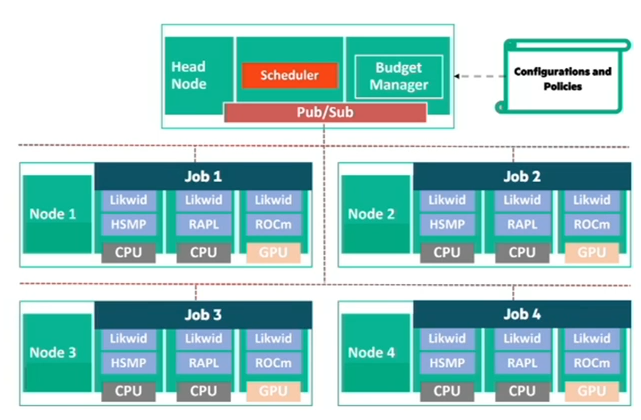 Head
Node
Scheduler
Budget
Manager
Pub/Sub
Configurations and
Policies
Node 1
Job 1
Likwid Likwid Likwid
HSMP RAPL ROCm
CPU CPU GPU
Node 2
Job 2
Likwid Likwid Likwid
HSMP RAPL ROCm
CPU CPU GPU
Node 3
Job 3
Likwid Likwid Likwid
HSMP RAPL ROCm
CPU CPU GPU
Node 4
Job 4
Likwid Likwid Likwid
HSMP RAPL ROCm
CPU CPU GPU